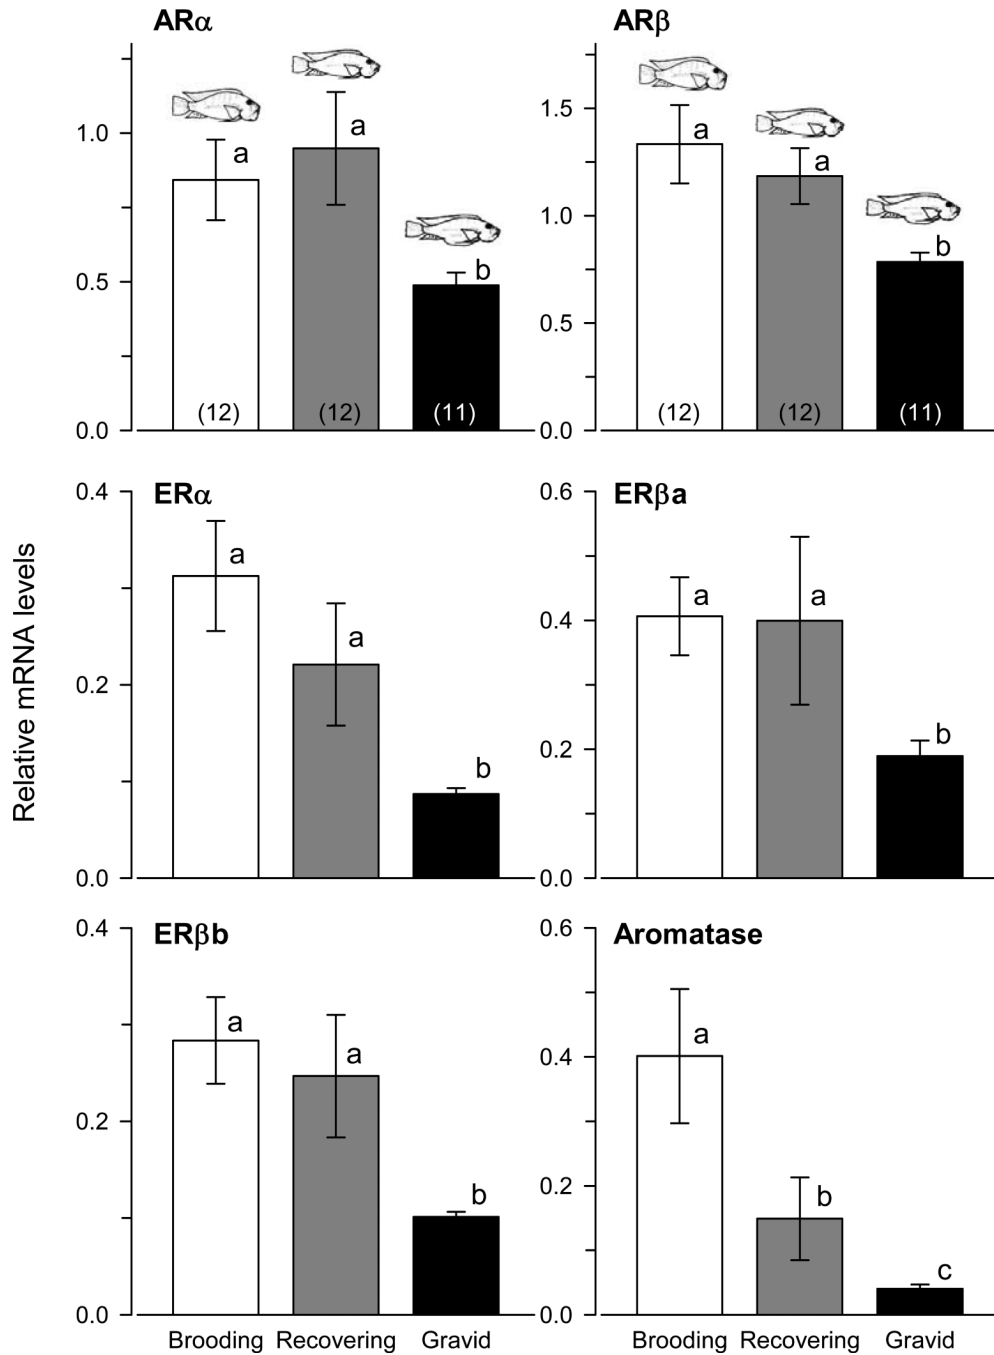 ARα
1.0
0.5
0.0
a
a
b
(12)
(12)
(11)
ARβ
1.5
1.0
0.5
0.0
a
a
b
(12)
(12)
(11)
Relative mRNA levels
ERα
0.4
0.2
0.0
a
a
b
ERβa
0.6
0.4
0.2
0.0
a
a
b
ERβb
0.4
0.2
0.0
a
a
b
Brooding Recovering Gravid
Aromatase
0.6
0.4
0.2
0.0
a
b
c
Brooding Recovering Gravid